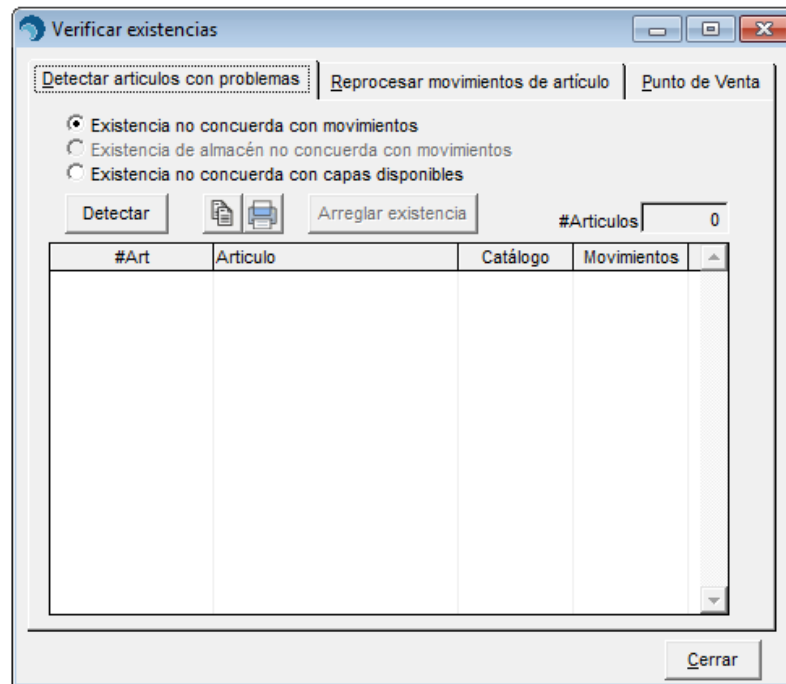 Verificar existencias
Detectar articulos con problemas Reprocesar movimientos de artículo Punto de Venta
Existencia no concuerda con movimientos
Existencia de almacén no concuerda con movimientos
Existencia no concuerda con capas disponibles
Detectar Arreglar existencia #Articulos 0
#Art Articulo Catálogo Movimientos
Cerrar